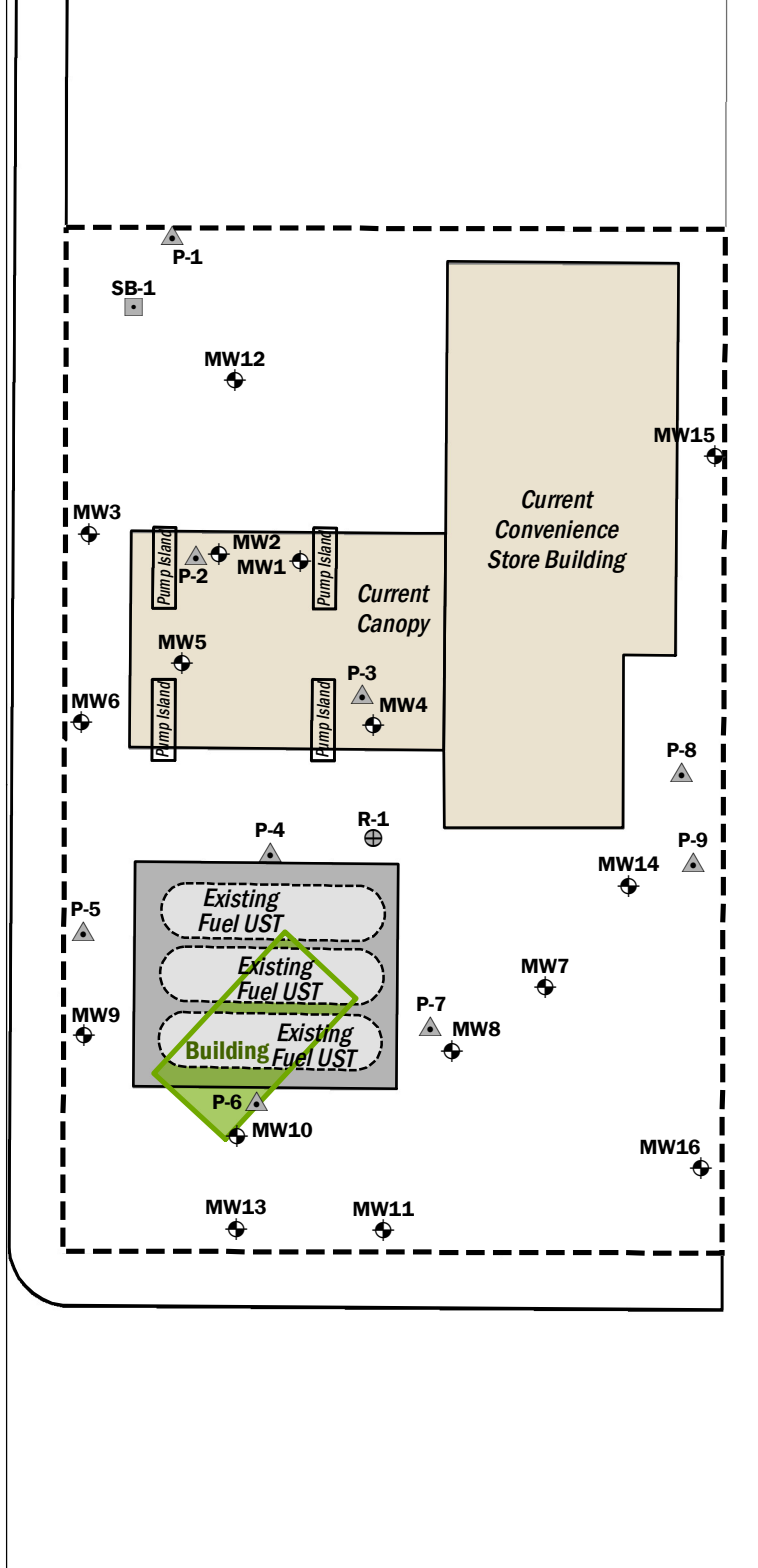 P-1
SB-1
MW12
MW15
Current
Convenience
Store Building
MW3
Pump Island
P-2
MW2
MW1
Pump Island
Current
Canopy
MW5
P-3
MW6
Pump Island
Pump Island
MW4
P-8
R-1
P-4
P-9
MW14
Existing
Fuel UST
P-5
Existing
Fuel UST
MW7
P-7
MW9
MW8
Existing
Fuel UST
Building
P-6
MW10
MW16
MW13
MW11